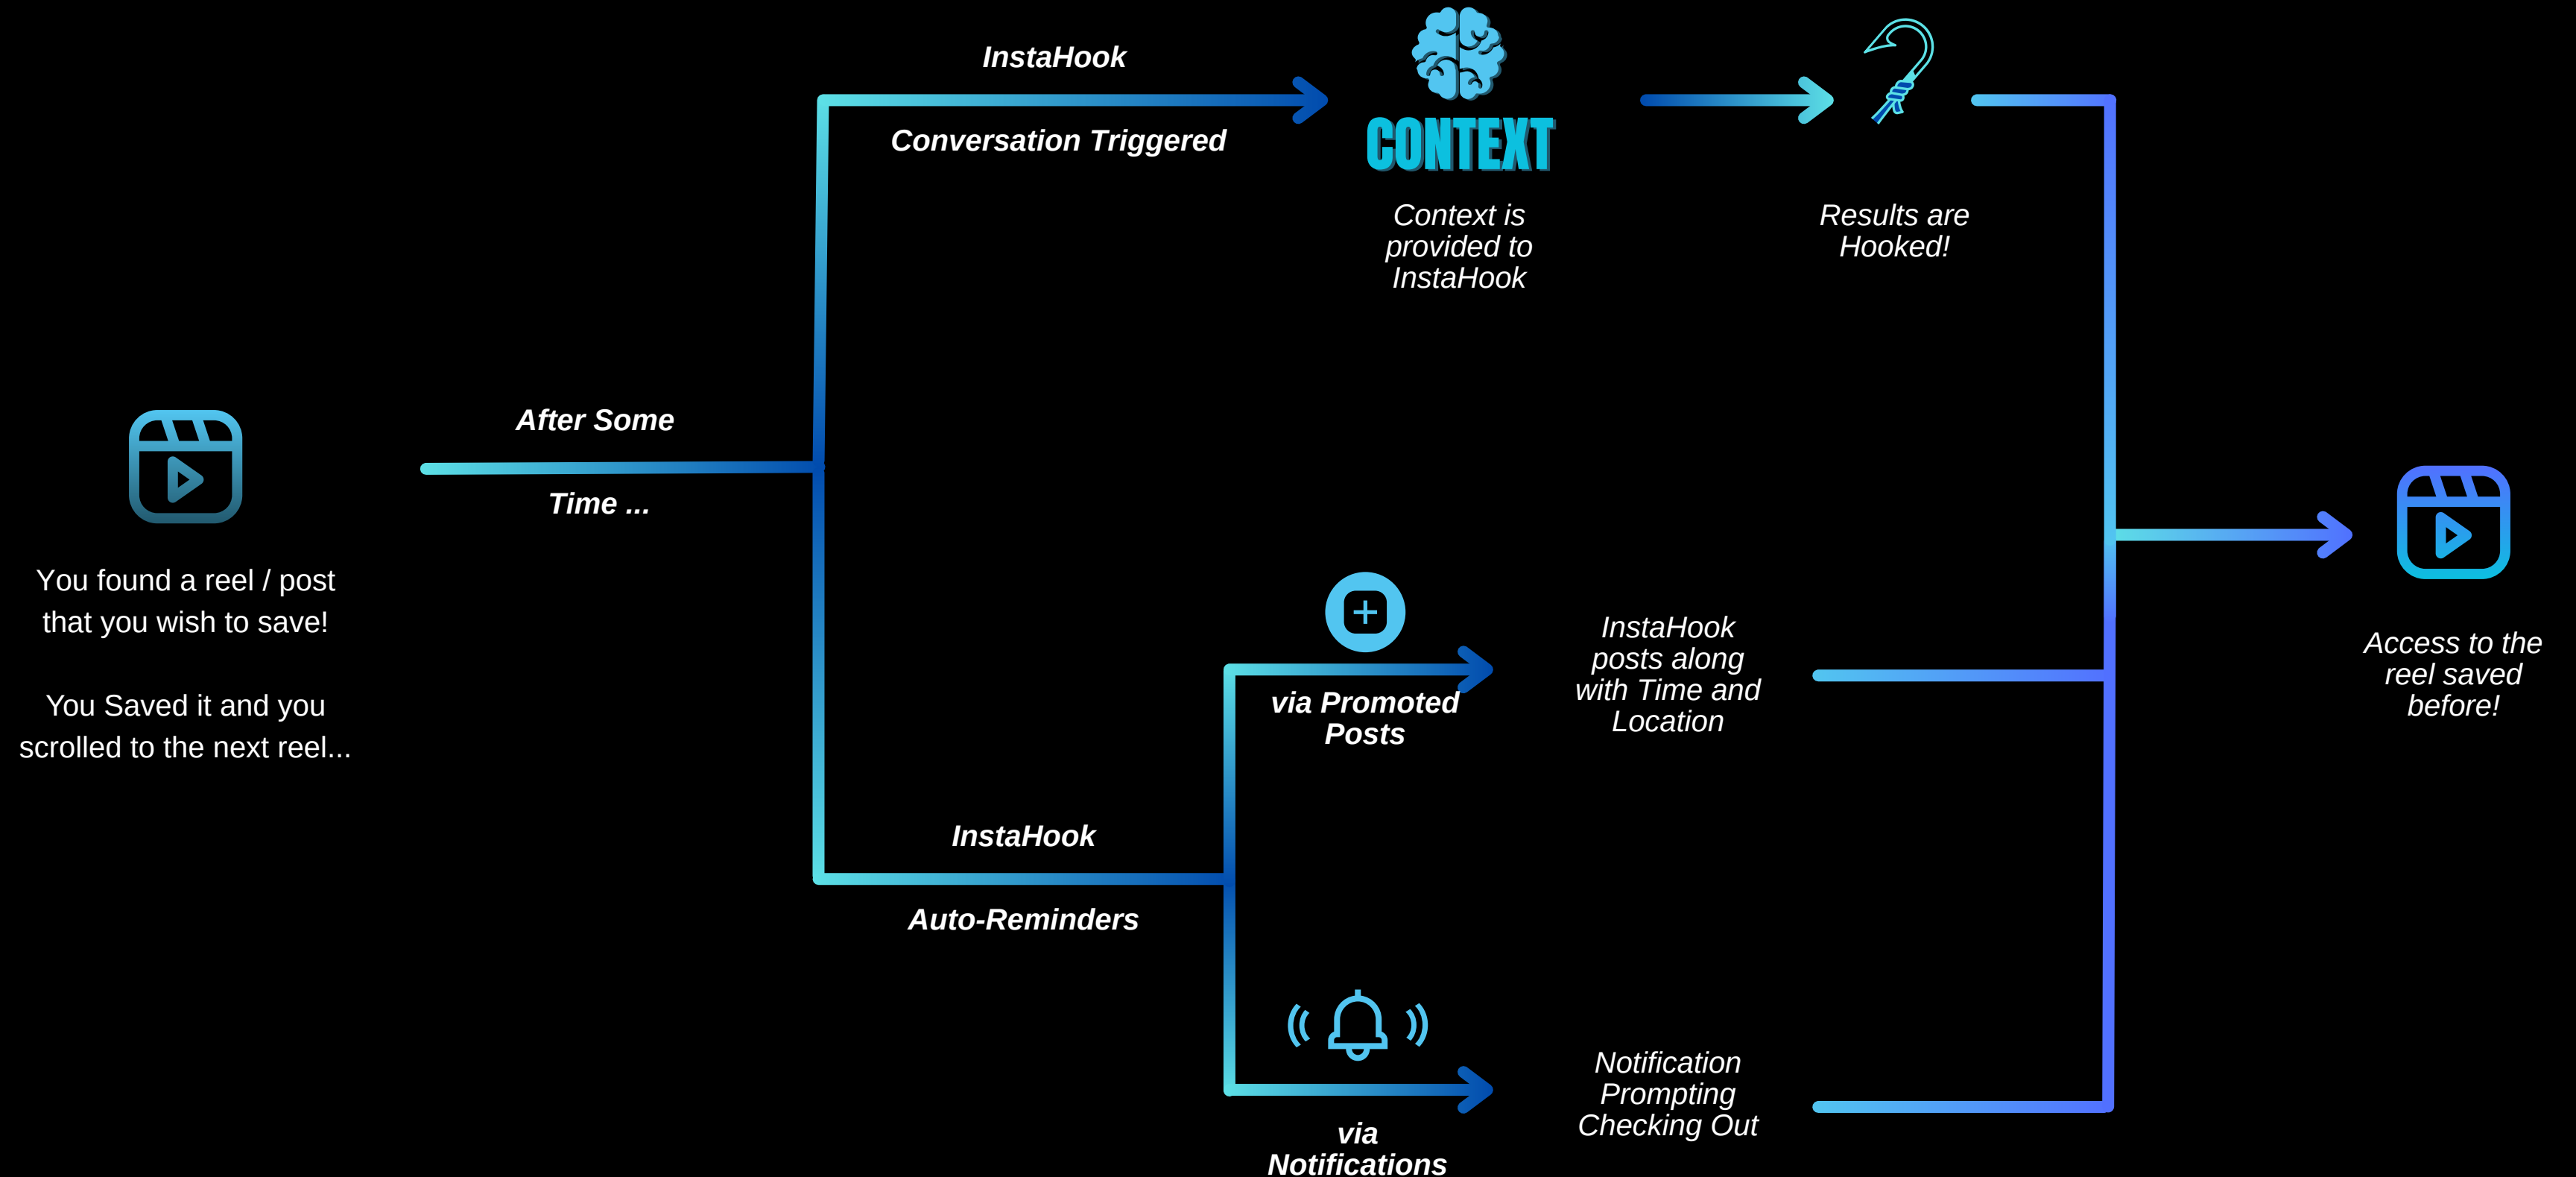 You found a reel / post
that you wish to save!
You Saved it and you
scrolled to the next reel...
After Some
Time ...
InstaHook
Conversation Triggered
CONTEXT
Context is
provided to
InstaHook
Results are
Hooked!
InstaHook
Auto-Reminders
via Promoted
Posts
InstaHook
posts along
with Time and
Location
via
Notifications
Notification
Prompting
Checking Out
Access to the
reel saved
before!